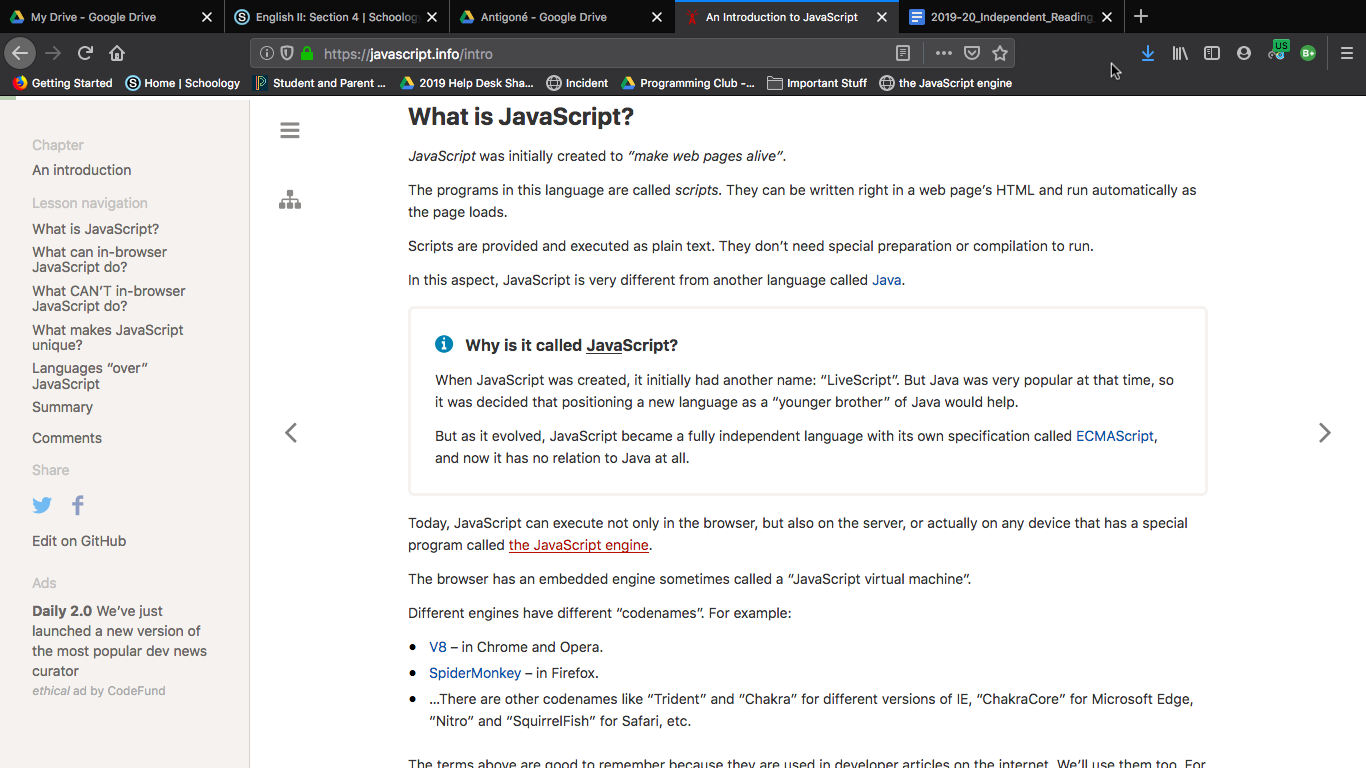 My Drive - Google Drive
English II: Section 4 | Schoology
Antigoné - Google Drive
An Introduction to JavaScript
2019-20_Independent_Reading
https://javascript.info/intro
US
B+
Getting Started
Home | Schoology
Student and Parent ...
2019 Help Desk Sha...
Incident
Programming Club -...
Important Stuff
the JavaScript engine
Chapter
An introduction
Lesson navigation
What is JavaScript?
What can in-browser
JavaScript do?
What CAN'T in-browser
JavaScript do?
What makes JavaScript
unique?
Languages “over”
JavaScript
Summary
Comments
Share
Edit on GitHub
Ads
Daily 2.0 We’ve just
launched a new version of
the most popular dev news
curator
ethical ad by CodeFund
What is JavaScript?
JavaScript was initially created to “make web pages alive”.
The programs in this language are called scripts. They can be written right in a web page’s HTML and run automatically as
the page loads.
Scripts are provided and executed as plain text. They don’t need special preparation or compilation to run.
In this aspect, JavaScript is very different from another language called Java.
Why is it called JavaScript?
When JavaScript was created, it initially had another name: “LiveScript”. But Java was very popular at that time, so
it was decided that positioning a new language as a “younger brother” of Java would help.
But as it evolved, JavaScript became a fully independent language with its own specification called ECMAScript,
and now it has no relation to Java at all.
Today, JavaScript can execute not only in the browser, but also on the server, or actually on any device that has a special
program called the JavaScript engine.
The browser has an embedded engine sometimes called a “JavaScript virtual machine”.
Different engines have different “codenames”. For example:
• V8 – in Chrome and Opera.
• SpiderMonkey – in Firefox.
• …There are other codenames like “Trident” and “Chakra” for different versions of IE, “ChakraCore” for Microsoft Edge,
“Nitro” and “SquirrelFish” for Safari, etc.
The terms above are good to remember because they are used in developer articles on the internet. We’ll use them too. For